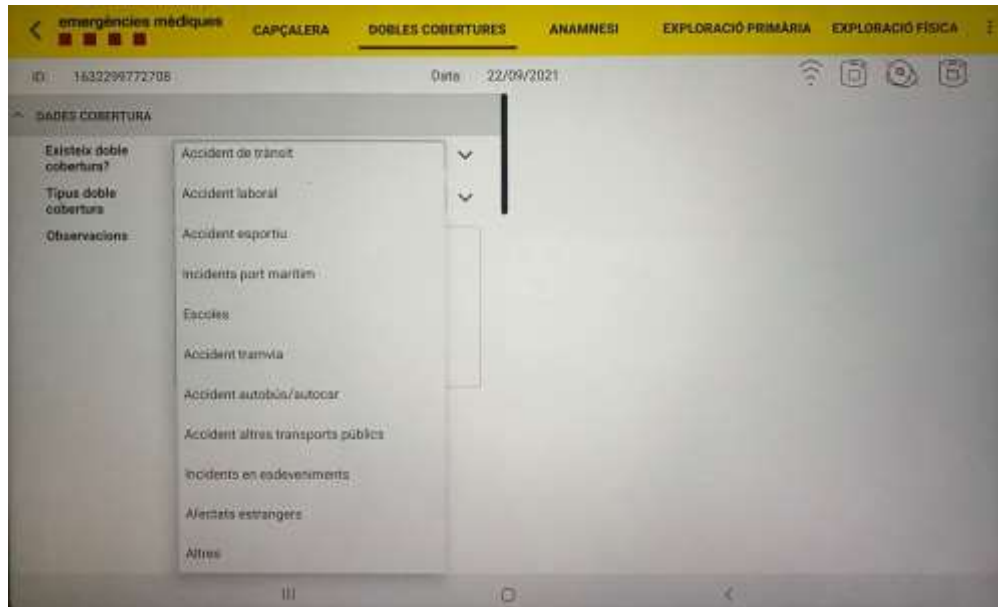 emergències mèdiques
CAPÇALERA
DOBLES COBERTURES
ANAMNESI
EXPLORACIÓ PRIMÀRIA
EXPLORACIÓ FÍSICA
ID: 1632299772708
Data 22/09/2021
DADES COBERTURA
Existeix doble
cobertura?
Tipus doble
cobertura
Observacions
Accident de trànsit
Accident laboral
Accident esportiu
Incidents port marítim
Escoles
Accident tramvia
Accident autobús/autocar
Accident altres transports públics
Incidents en esdeveniments
Afectats estrangers
Altres